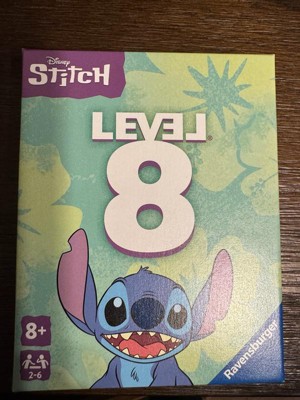 Disney
Stitch
LEVEL®
8
8+
2-6
Ravensburger